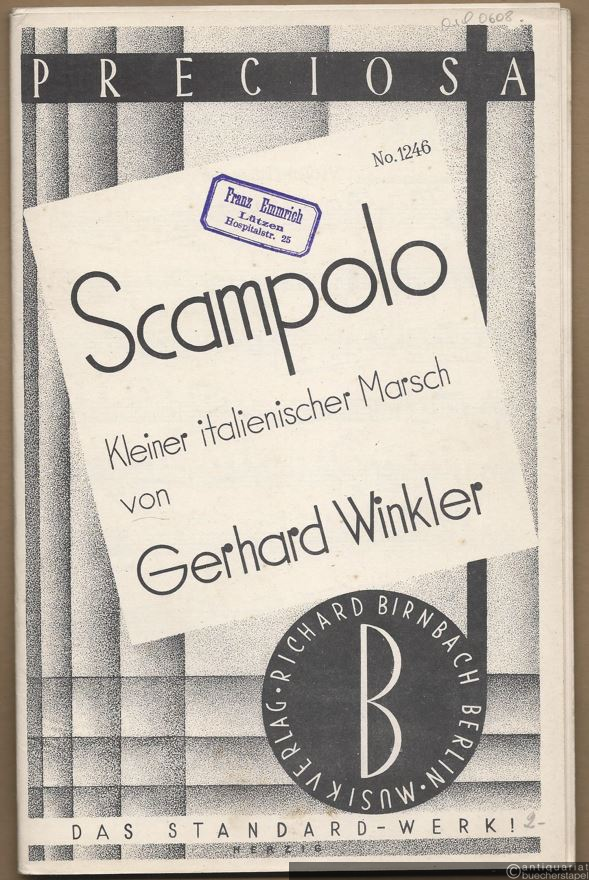 PRECIOSA
No. 1246
Franz Emmrich
Lützen
Hospitalstr. 25
Scampolo
Kleiner italienischer Marsch
von
Gerhard Winkler
RICHARD BIRNBACH BERLIN · MUSIKVERLAG ·
B
DAS STANDARD-WERK!
2-
HERZIG
©antiquariat
buecherstapel